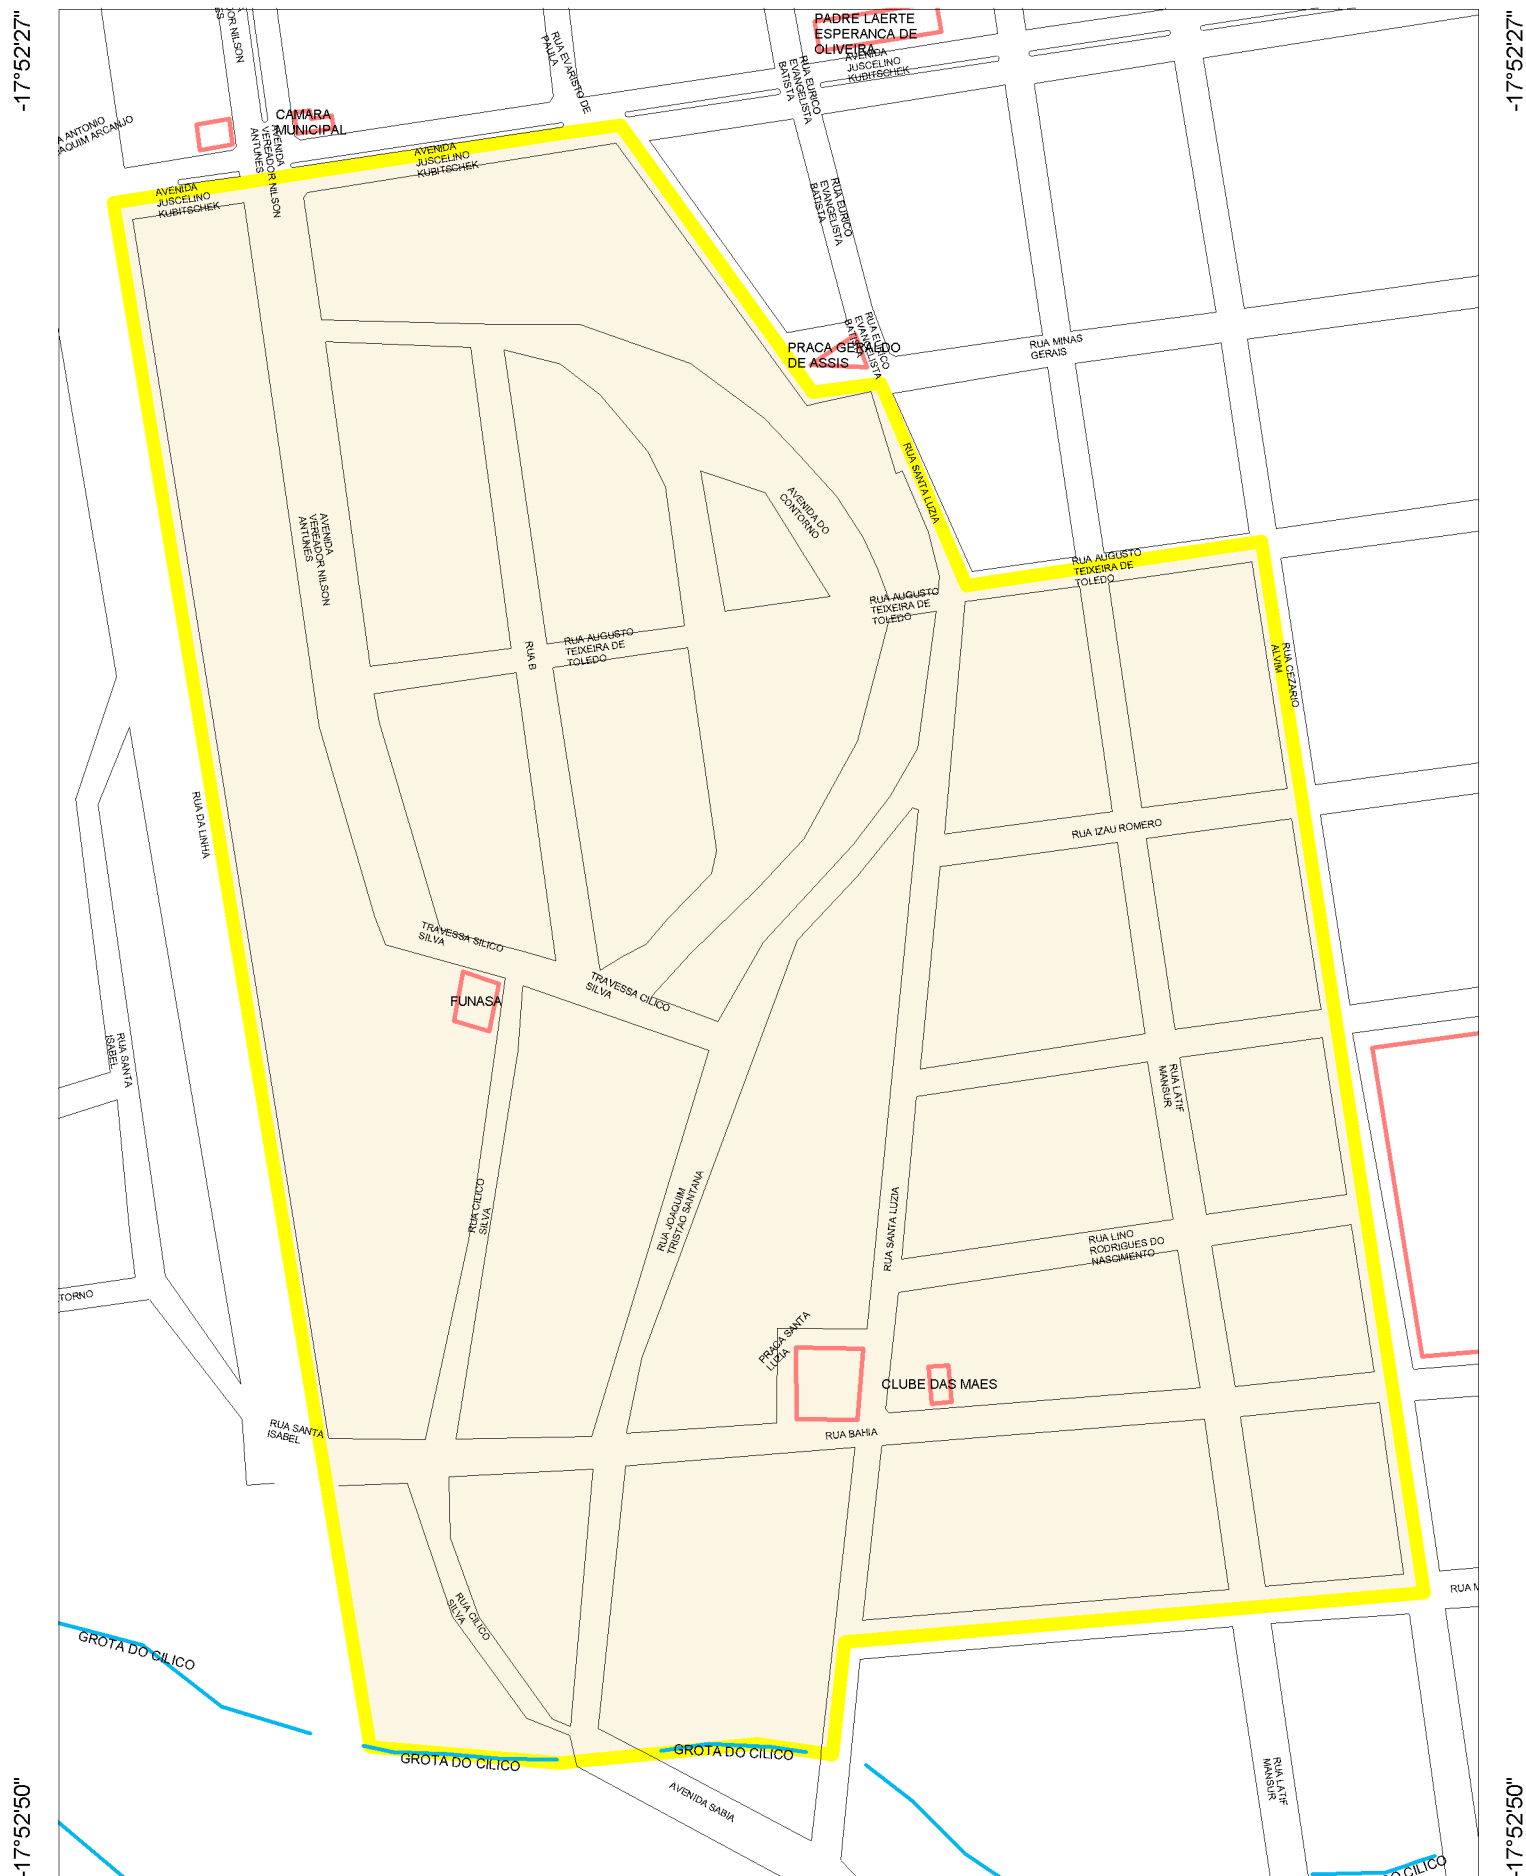 -17°52'27"
-17°52'27"
PADRE LAERTE
ESPERANCA DE
OLIVEIRA
AVENIDA
JUSCELINO
KUBITSCHEK
RUA EVARISTO DE
PAULA
RUA EURICO
EVANGELISTA
BATISTA
CAMARA
MUNICIPAL
AVENIDA
VEREADOR NILSON
ANTUNES
AVENIDA
JUSCELINO
KUBITSCHEK
AVENIDA
JUSCELINO
KUBITSCHEK
RUA EURICO
EVANGELISTA
BATISTA
RUA EURICO
EVANGELISTA
BATISTA
PRACA GERALDO
DE ASSIS
RUA MINAS
GERAIS
RUA SANTA LUZIA
AVENIDA DO
CONTORNO
AVENIDA
VEREADOR NILSON
ANTUNES
RUA AUGUSTO
TEIXEIRA DE
TOLEDO
RUA AUGUSTO
TEIXEIRA DE
TOLEDO
RUA AUGUSTO
TEIXEIRA DE
TOLEDO
RUA B
RUA CEZARIO
ALVIM
RUA DA LINHA
RUA IZAU ROMERO
TRAVESSA SILICO
SILVA
TRAVESSA CILICO
SILVA
FUNASA
RUA SANTA
ISABEL
RUA LATIF
MANSUR
RUA CILICO
SILVA
RUA JOAQUIM
TRISTAO SANTANA
RUA SANTA LUZIA
RUA LINO
RODRIGUES DO
NASCIMENTO
TORNO
PRACA SANTA
LUZIA
CLUBE DAS MAES
RUA SANTA
ISABEL
RUA BAHIA
RUA CILICO
SILVA
RUA M
GROTA DO CILICO
GROTA DO CILICO
GROTA DO CILICO
AVENIDA SABIA
RUA LATIF
MANSUR
-17°52'50"
-17°52'50"
O CILICO